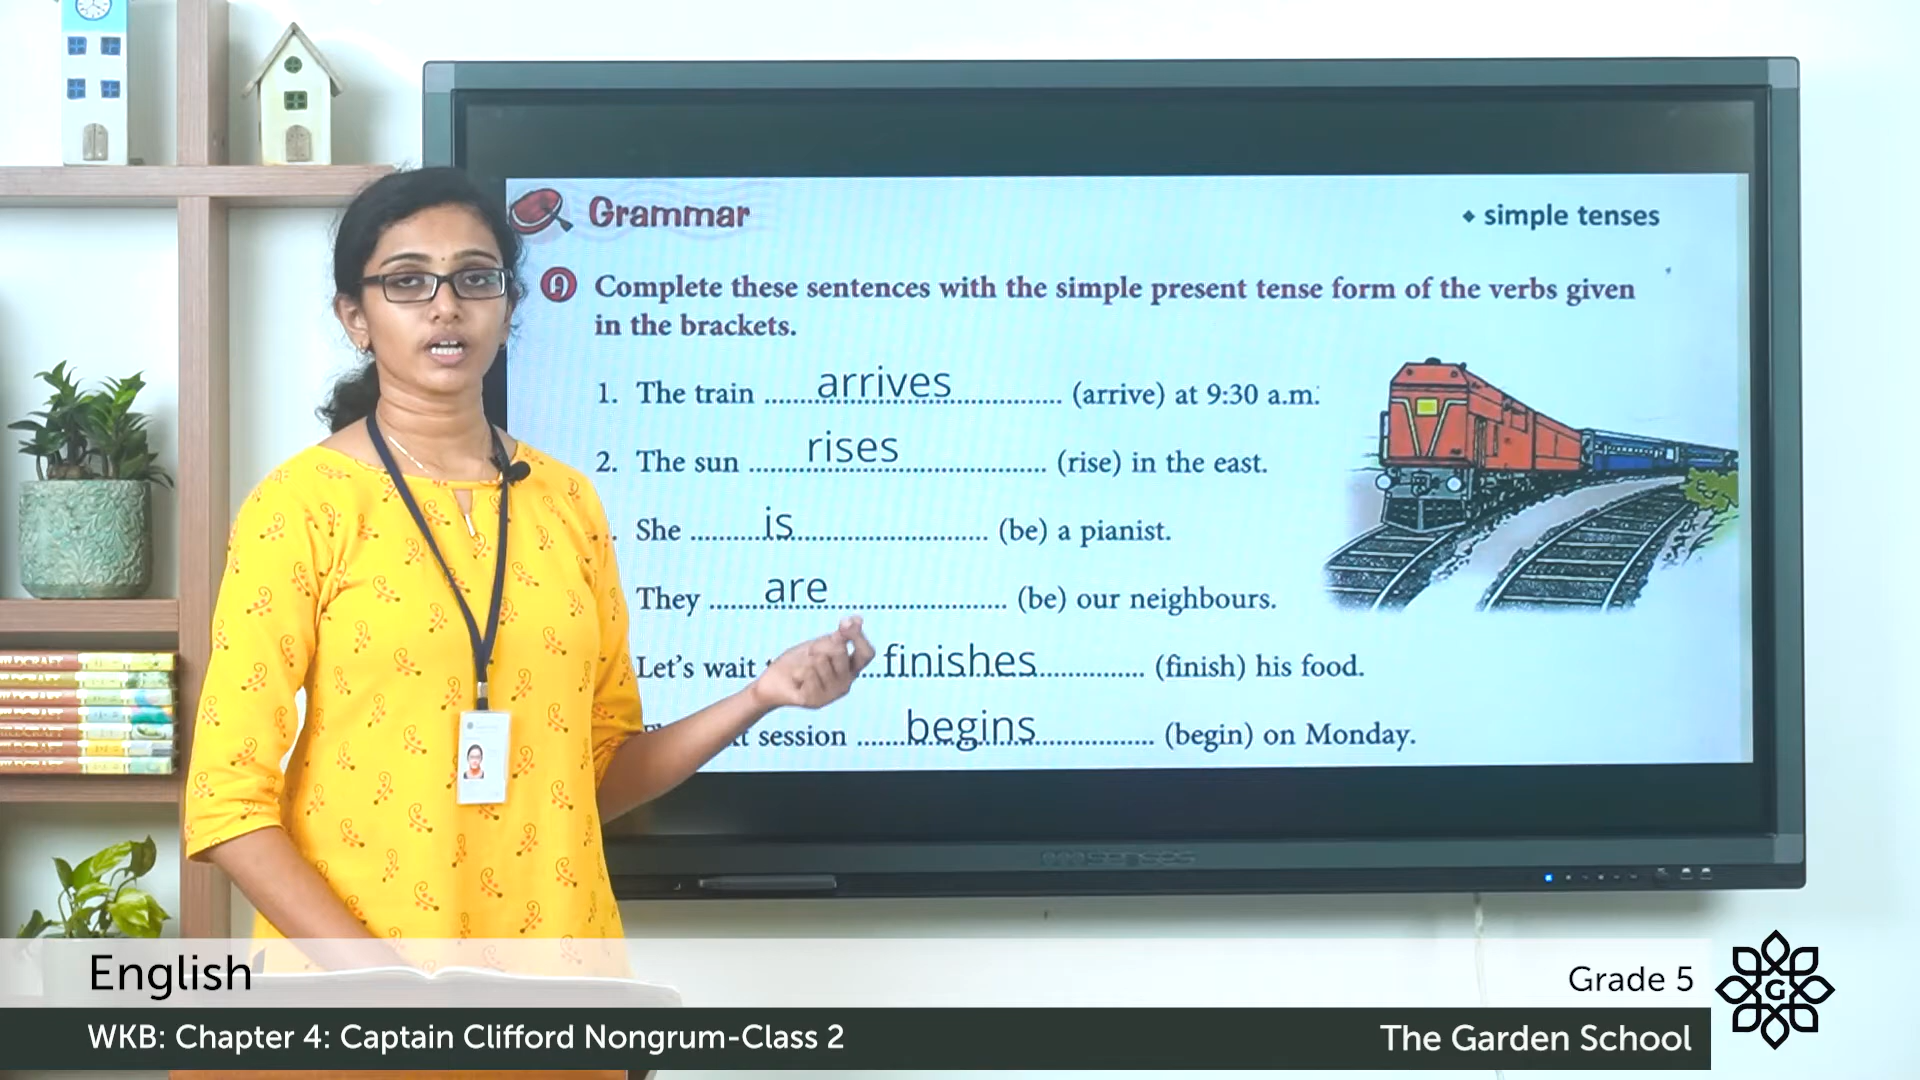 Grammar
❖ simple tenses
A Complete these sentences with the simple present tense form of the verbs given
in the brackets.
1. The train ....arrives.... (arrive) at 9:30 a.m.
2. The sun ....rises.... (rise) in the east.
She ....is.... (be) a pianist.
They ....are.... (be) our neighbours.
Let's wait ....finishes.... (finish) his food.
session ....begins.... (begin) on Monday.
English
Grade 5
G
WKB: Chapter 4: Captain Clifford Nongrum-Class 2
The Garden School